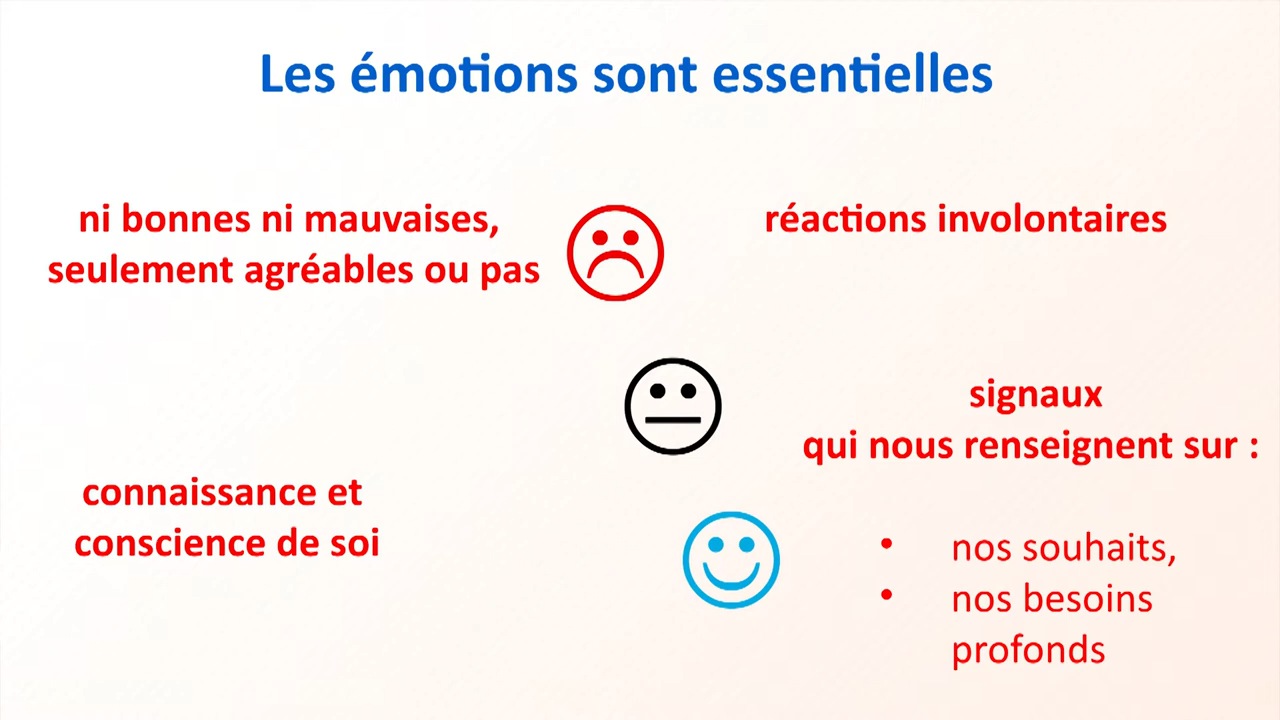 Les émotions sont essentielles
ni bonnes ni mauvaises,
seulement agréables ou pas
réactions involontaires
signaux
qui nous renseignent sur :
connaissance et
conscience de soi
• nos souhaits,
• nos besoins
profonds